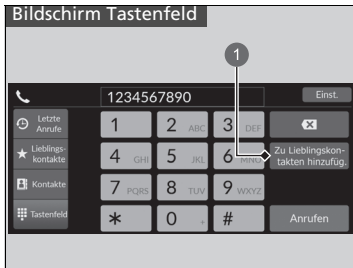 Bildschirm Tastenfeld
1
1234567890
Einst.
Letzte
Anrufe
1
2 ABC
3 DEF
Lieblings-
kontakte
4 GHI
5 JKL
6 MNO
Zu Lieblingskon-
takten hinzufüg.
Kontakte
7 PQRS
8 TUV
9 WXYZ
Tastenfeld
*
0 +
#
Anrufen